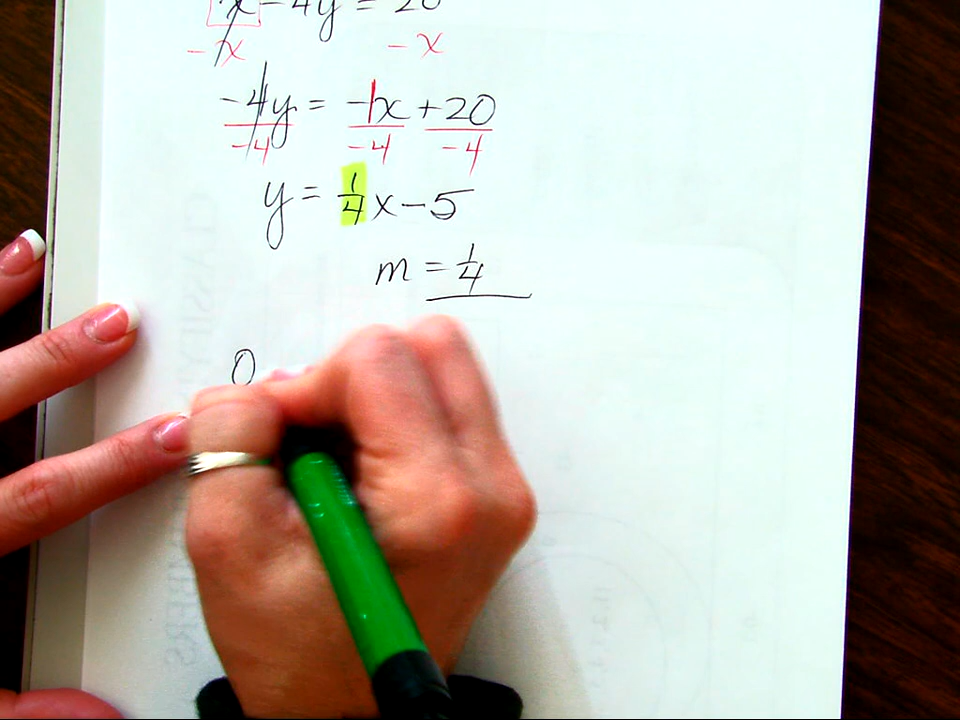 x - 4y = 20
-x -x
-4y = -1x + 20
-4 -4 -4
y = 1/4 x - 5
m = 1/4
0